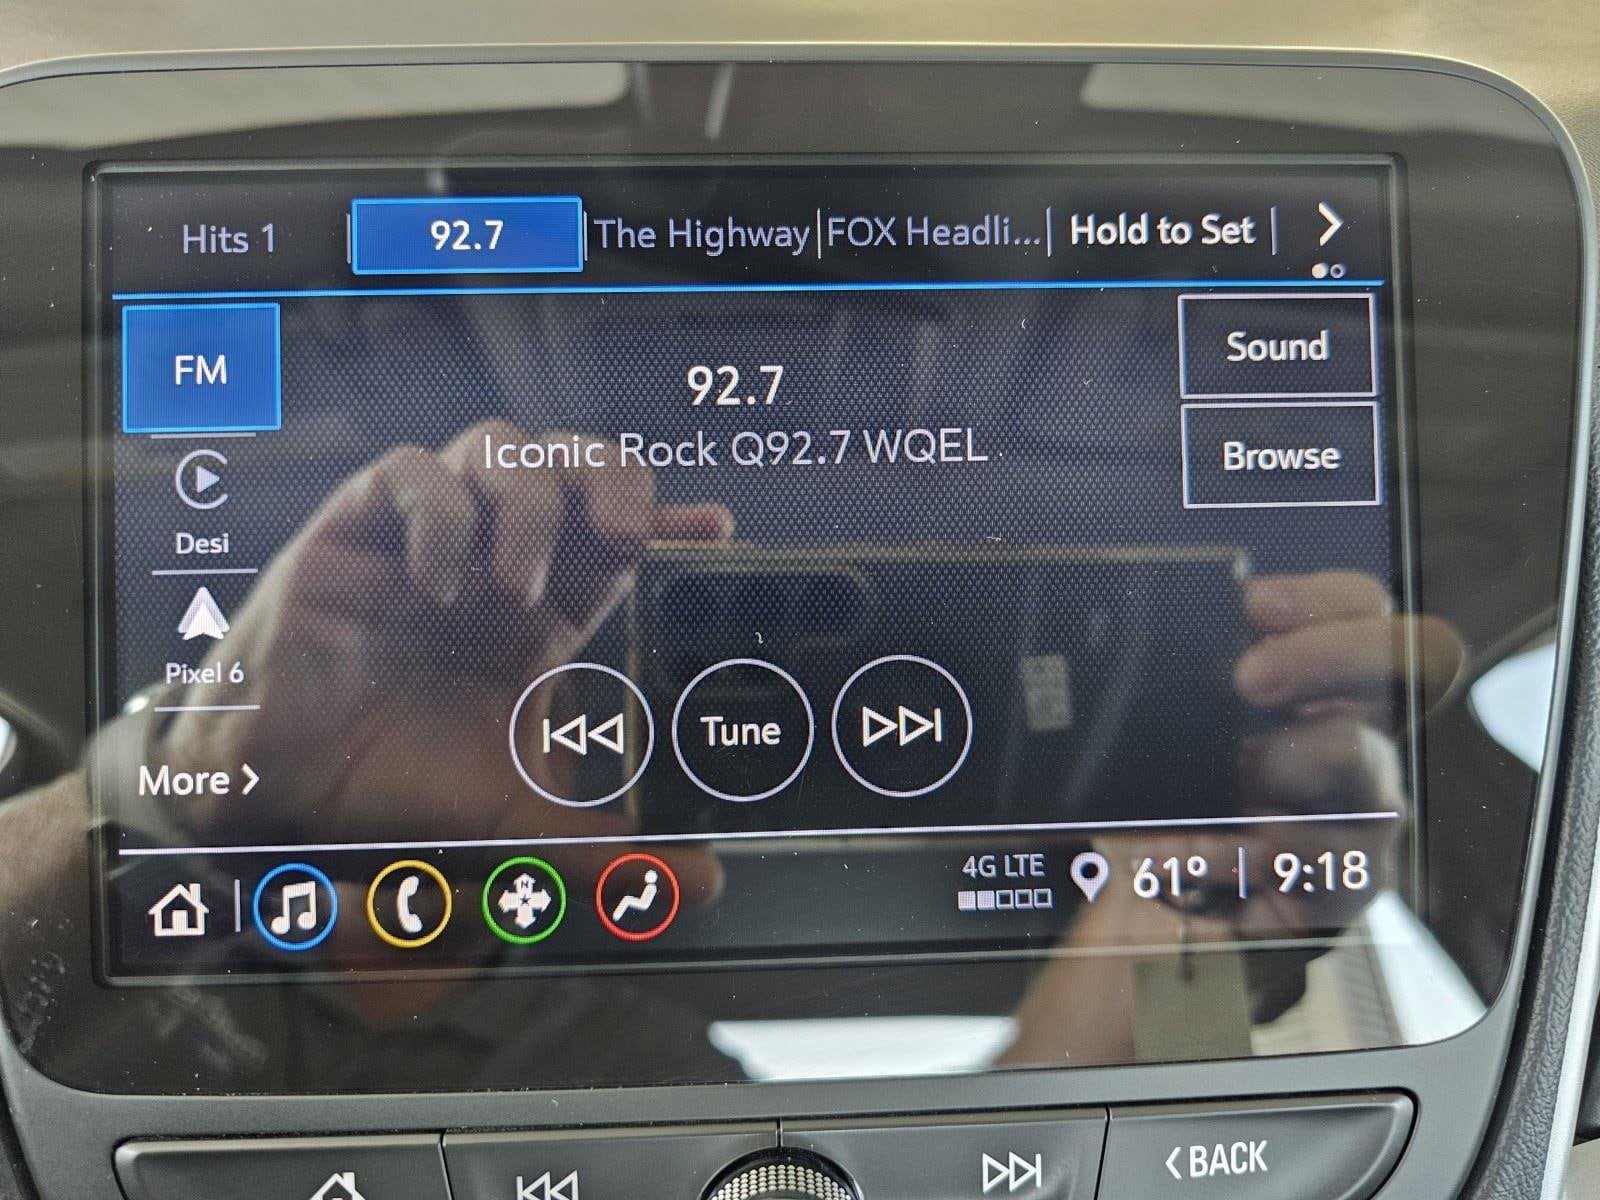 Hits 1 | 92.7 | The Highway | FOX Headli... | Hold to Set |
FM
92.7
Iconic Rock Q92.7 WQEL
Sound
Browse
Desi
Pixel 6
More
Tune
4G LTE
61° | 9:18
BACK